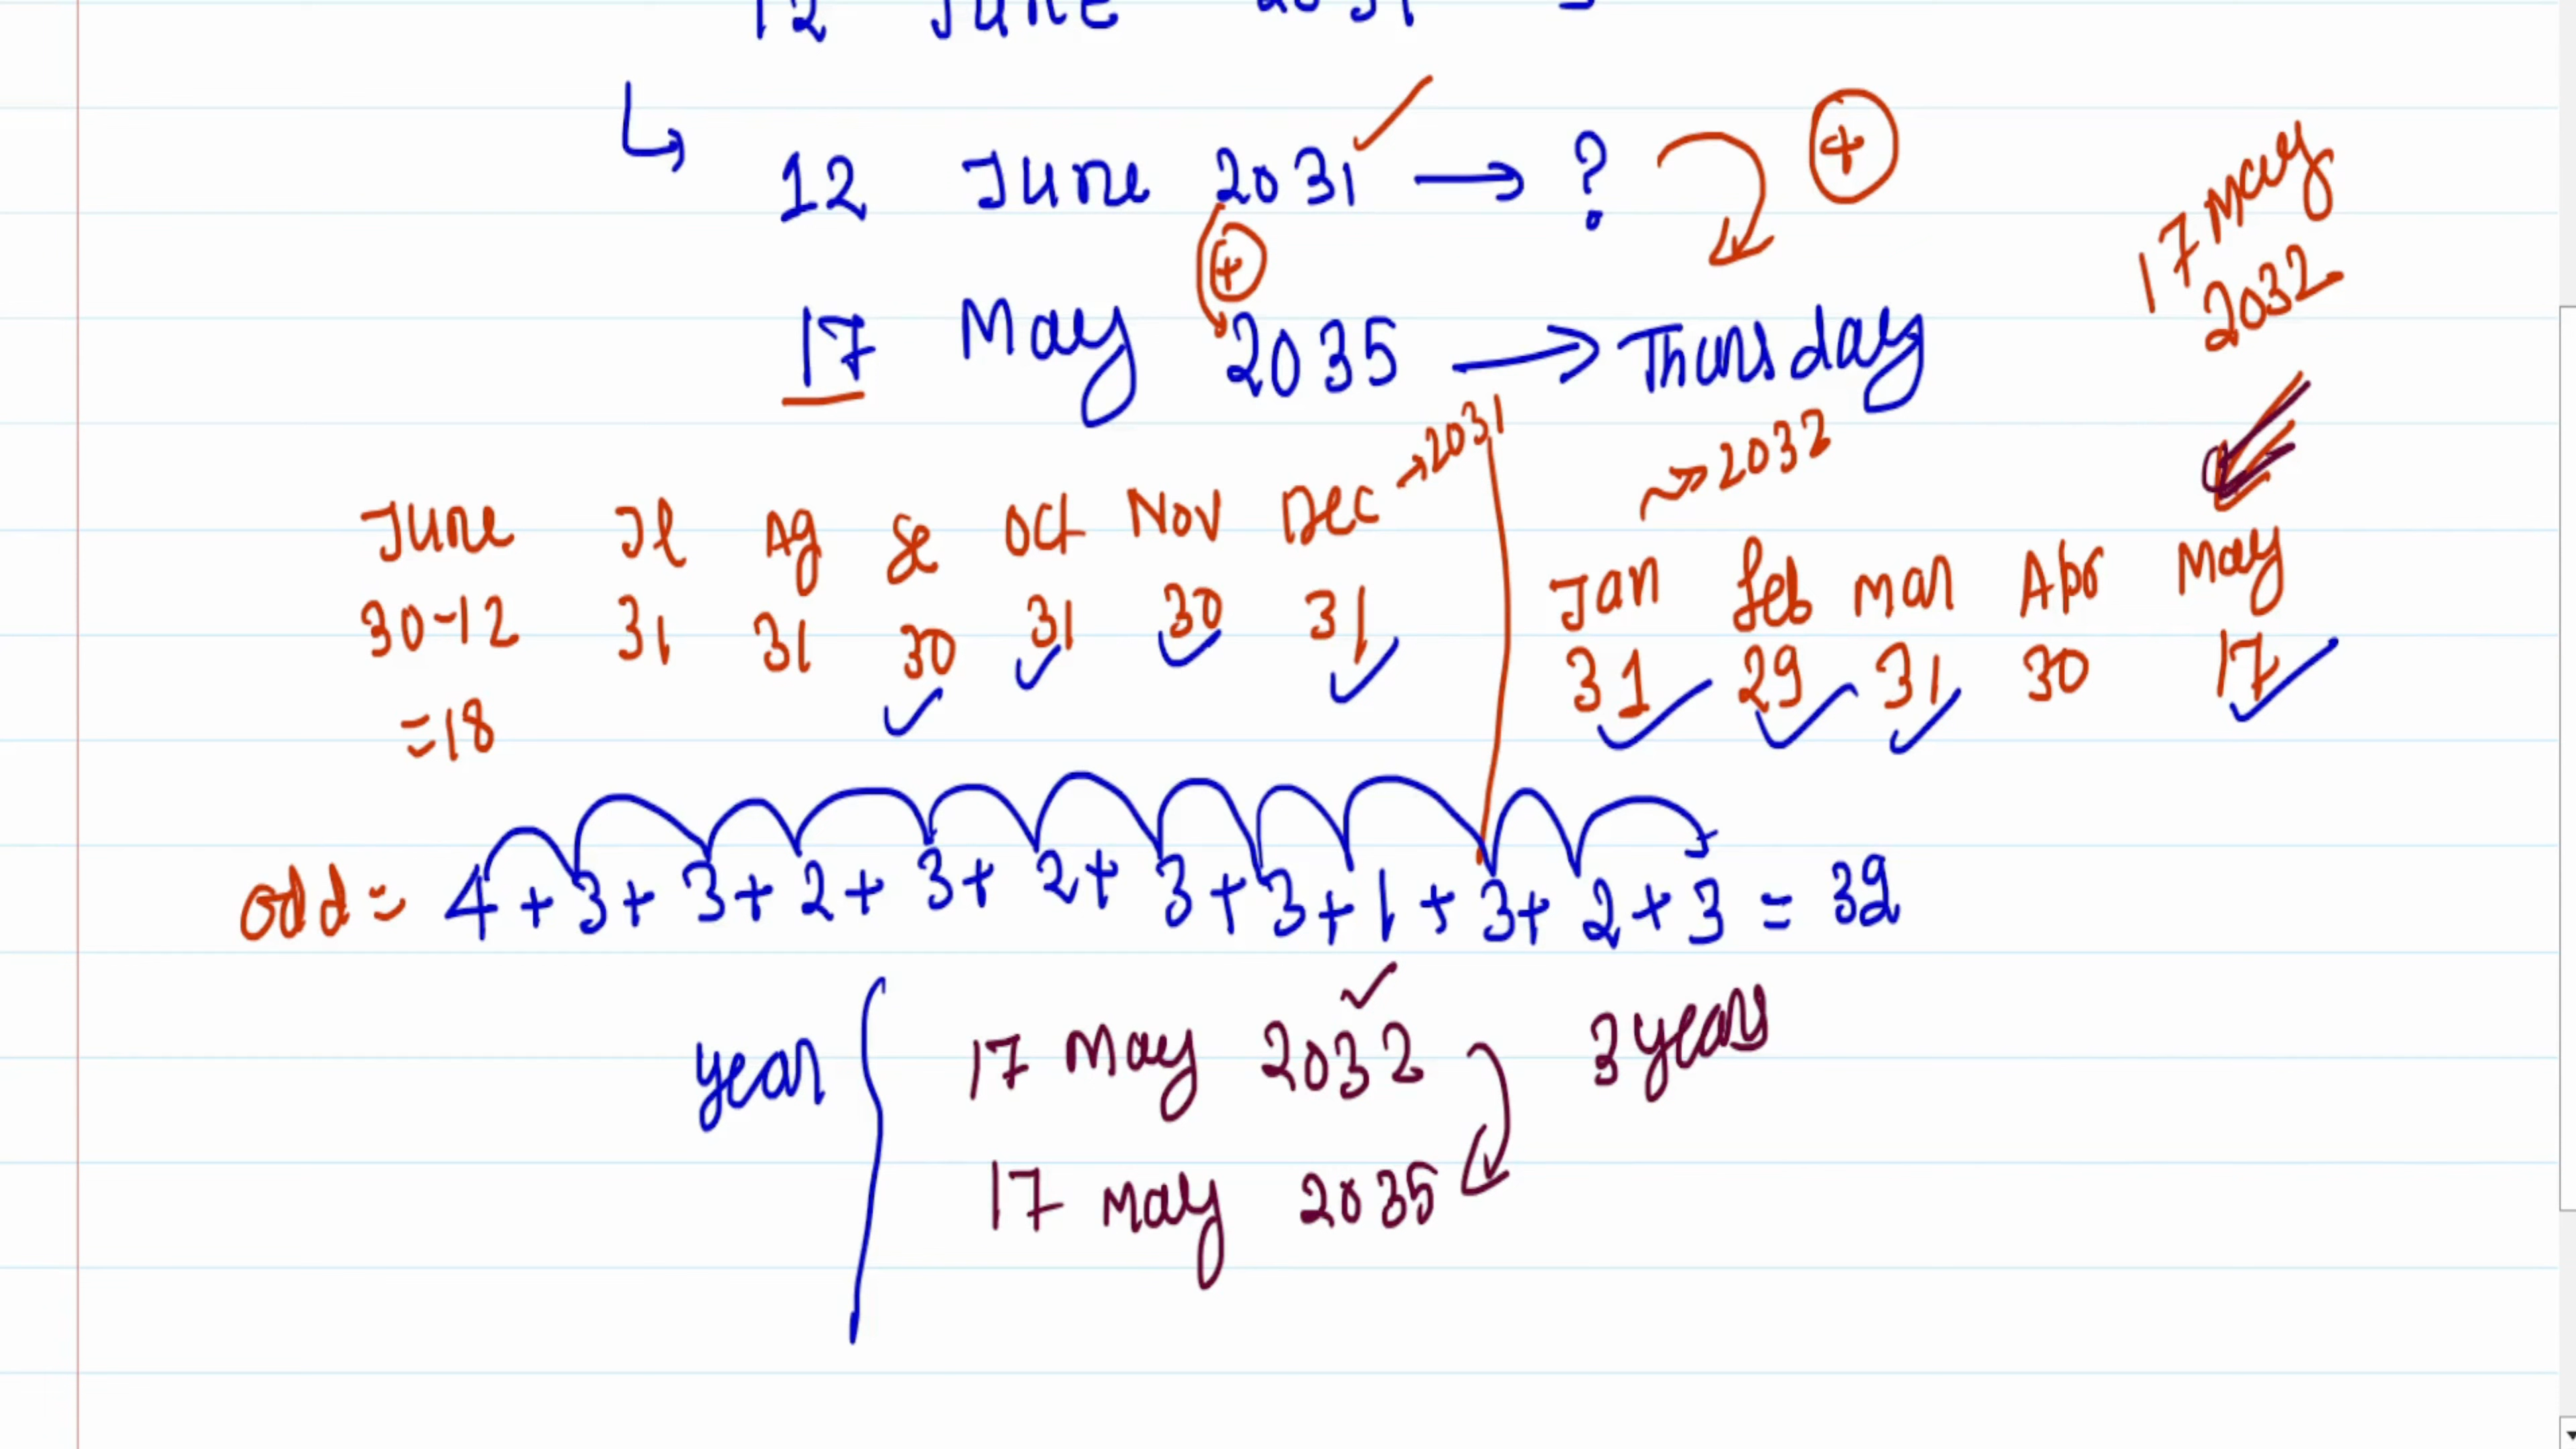 12 June 2031
12 June 2031 → ? +
+
17 May 2035 → Thursday
17 May
2032
→ 2031
→ 2032
June Jl Ag Se Oct Nov Dec
30-12 31 31 30 31 30 31
=18
Jan Feb Mar Apr May
31 29 31 30 17
odd = 4 + 3 + 3 + 2 + 3 + 2 + 3 + 3 + 1 + 3 + 2 + 3 = 32
year
17 May 2032 3 years
17 May 2035